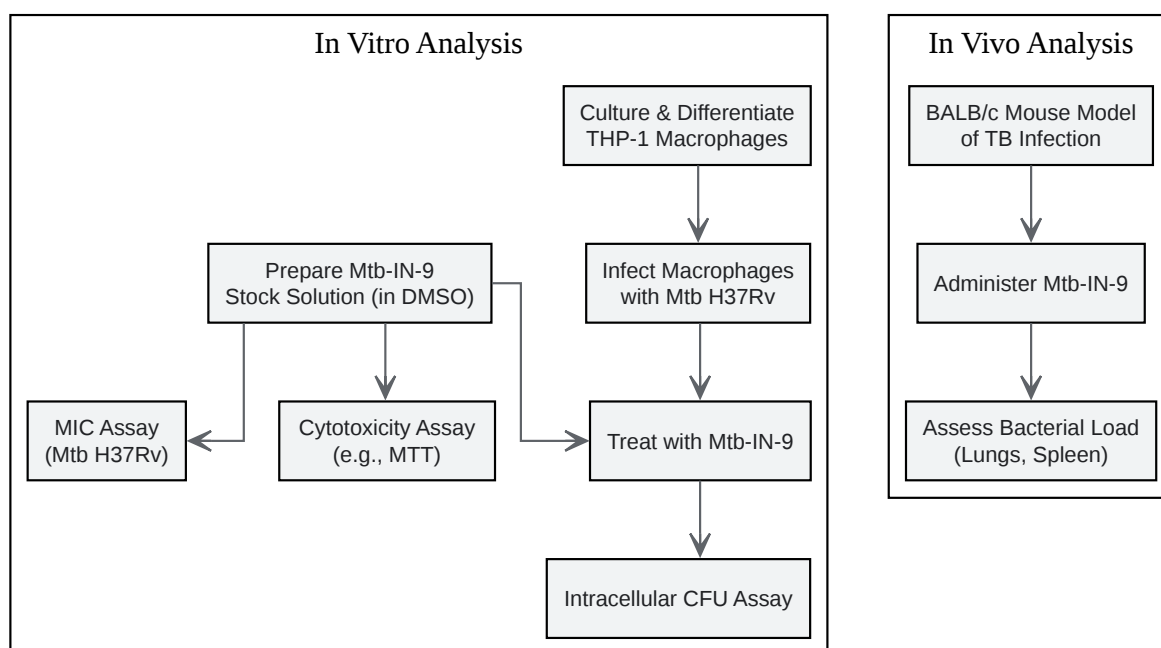 In Vitro Analysis
Culture & Differentiate
THP-1 Macrophages
Prepare Mtb-IN-9
Stock Solution (in DMSO)
Infect Macrophages
with Mtb H37Rv
MIC Assay
(Mtb H37Rv)
Cytotoxicity Assay
(e.g., MTT)
Treat with Mtb-IN-9
Intracellular CFU Assay
In Vivo Analysis
BALB/c Mouse Model
of TB Infection
Administer Mtb-IN-9
Assess Bacterial Load
(Lungs, Spleen)